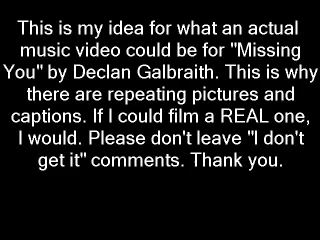 This is my idea for what an actual
music video could be for "Missing
You" by Declan Galbraith. This is why
there are repeating pictures and
captions. If I could film a REAL one,
I would. Please don't leave "I don't
get it" comments. Thank you.